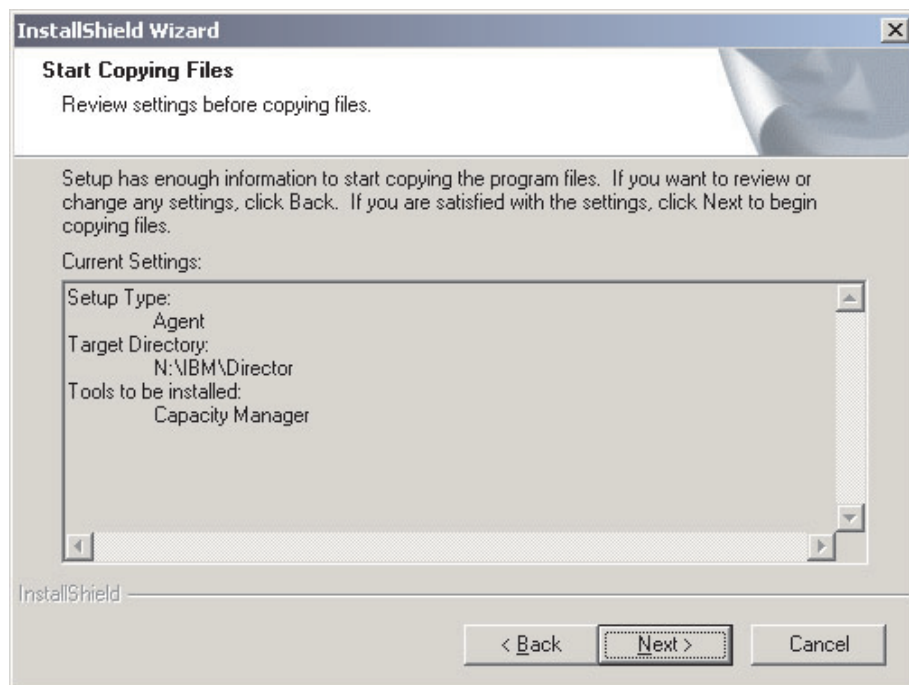 InstallShield Wizard
Start Copying Files
Review settings before copying files.
Setup has enough information to start copying the program files. If you want to review or
change any settings, click Back. If you are satisfied with the settings, click Next to begin
copying files.
Current Settings:
Setup Type:
Agent
Target Directory:
N:\IBM\Director
Tools to be installed:
Capacity Manager
InstallShield
< Back
Next >
Cancel